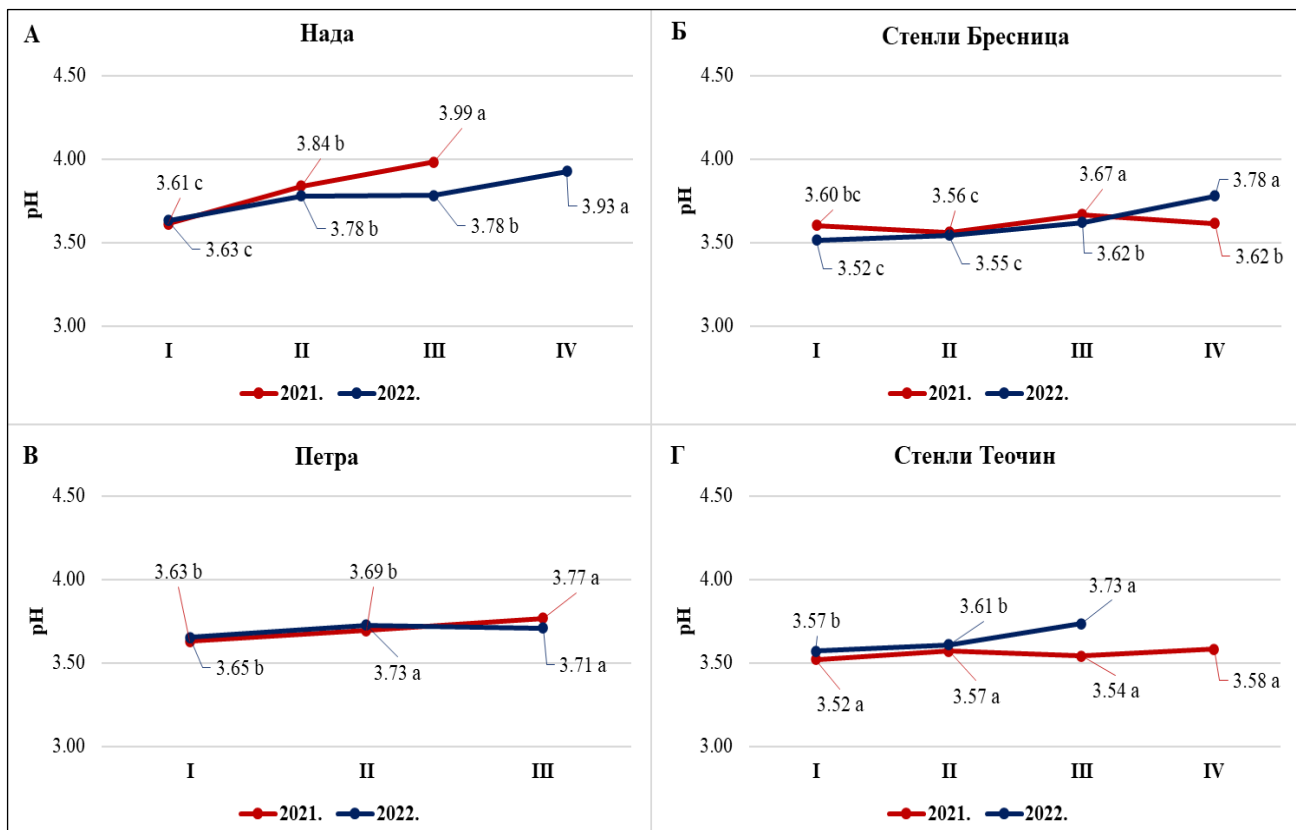 А
Нада
pH
4.50
4.00
3.50
3.00
3.61 c
3.84 b
3.99 a
3.63 c
3.78 b
3.78 b
3.93 a
I
II
III
IV
2021.
2022.
Б
Стенли Бресница
pH
4.50
4.00
3.50
3.00
3.60 bc
3.56 c
3.67 a
3.78 a
3.52 c
3.55 c
3.62 b
3.62 b
I
II
III
IV
2021.
2022.
В
Петра
pH
4.50
4.00
3.50
3.00
3.63 b
3.69 b
3.77 a
3.65 b
3.73 a
3.71 a
I
II
III
2021.
2022.
Г
Стенли Теочин
pH
4.50
4.00
3.50
3.00
3.57 b
3.61 b
3.73 a
3.52 a
3.57 a
3.54 a
3.58 a
I
II
III
IV
2021.
2022.